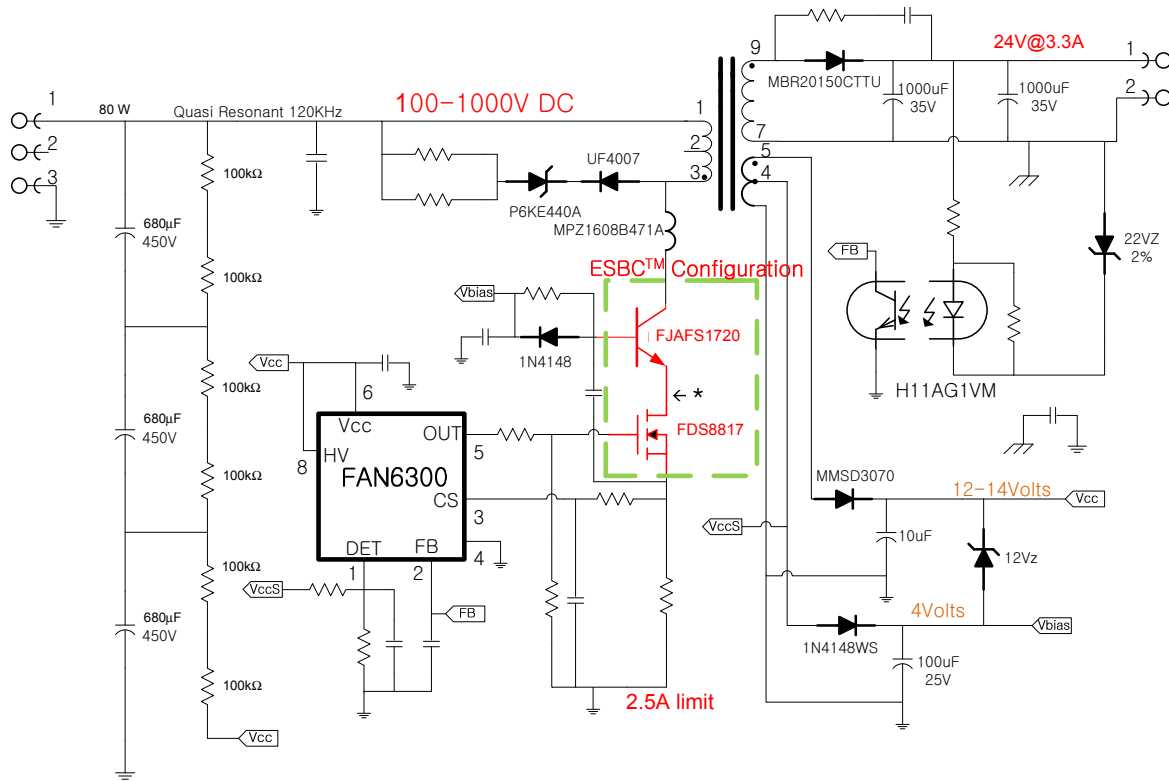 9
24V@3.3A
1
MBR20150CTTU
1000uF
35V
1000uF
35V
2
1
80 W
Quasi Resonant 120KHz
100-1000V DC
1
2
3
7
5
4
2
3
100kΩ
UF4007
P6KE440A
MPZ1608B471A
680µF
450V
22VZ
2%
FB
ESBC™ Configuration
100kΩ
Vbias
FJAFS1720
1N4148
H11AG1VM
Vcc
100kΩ
6
← *
FDS8817
680µF
450V
Vcc
OUT
5
8
HV
FAN6300
100kΩ
MMSD3070
12-14Volts
Vcc
CS
3
VccS
10uF
12Vz
DET
FB
4
1
2
100kΩ
VccS
FB
4Volts
Vbias
680µF
450V
1N4148WS
100uF
25V
100kΩ
2.5A limit
Vcc